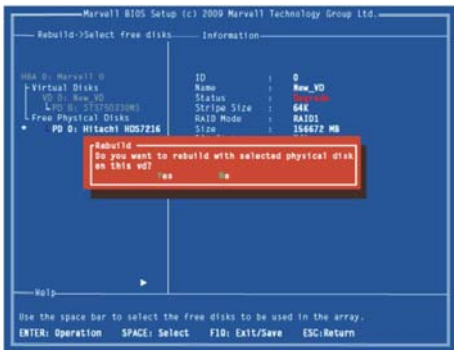 Marvell BIOS Setup (c) 2009 Marvell Technology Group Ltd.
Rebuild->Select free disks
Information
HBA 0: Marvell 0
Virtual Disks
VD 0: New_VD
PD 8: ST3750330NS
Free Physical Disks
* PD 0: Hitachi HDS7216
ID : 0
Name : New_VD
Status : Degrade
Stripe Size : 64K
RAID Mode : RAID1
Size : 156672 MB
Rebuild
Do you want to rebuild with selected physical disk
on this vd?
Yes No
Help
Use the space bar to select the free disks to be used in the array.
ENTER: Operation SPACE: Select F10: Exit/Save ESC:Return